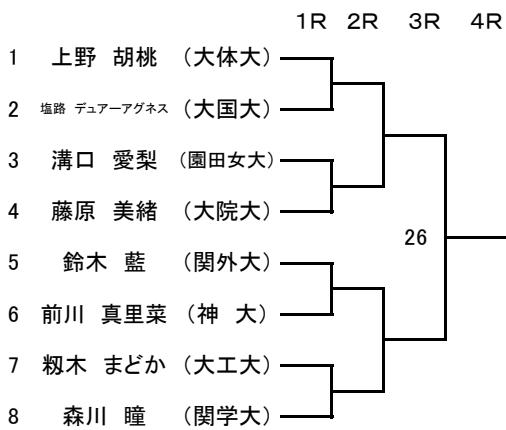 1R 2R 3R 4R
1 上野 胡桃 (大体大)
2 塩路 デュアーアグネス (大国大)
3 溝口 愛梨 (園田女大)
4 藤原 美緒 (大院大)
26
5 鈴木 藍 (関外大)
6 前川 真里菜 (神 大)
7 籾木 まどか (大工大)
8 森川 瞳 (関学大)